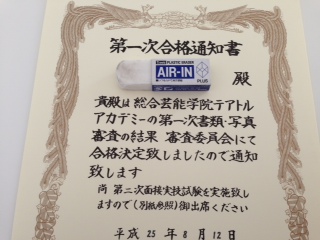 第一次合格通知書
PLASTIC ERASER
AIR-IN
PLUS
殿
貴殿は総合芸能学院テアトル
アカデミーの第一次書類・写真
審査の結果 審査委員会にて
合格決定致しましたので通知
致します
尚 第二次面接実技試験を実施致し
ますので(別紙参照)御出席ください
平成 25年 8月 12日